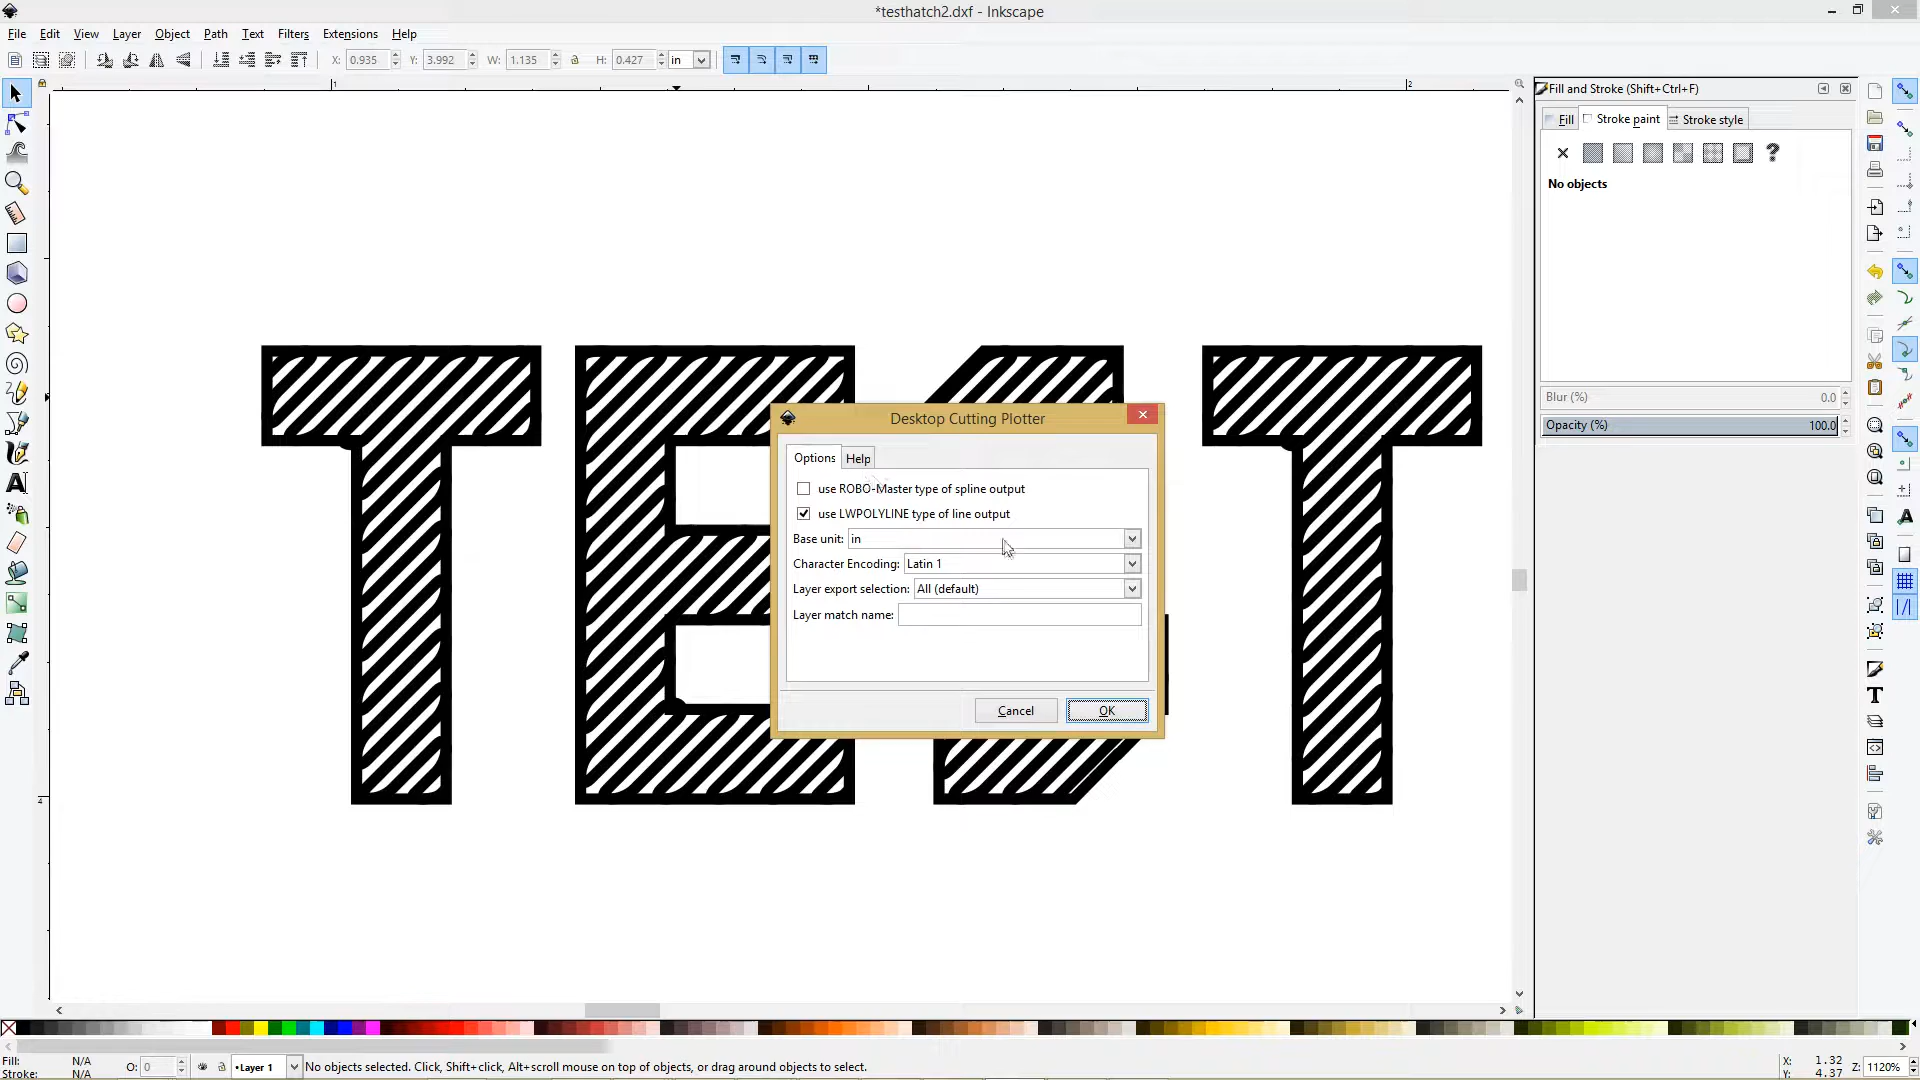 *testhatch2.dxf - Inkscape
File Edit View Layer Object Path Text Filters Extensions Help
X: 0.935 Y: 3.992 W: 1.135 H: 0.427 in
1 2
Fill and Stroke (Shift+Ctrl+F)
Fill Stroke paint Stroke style
?
No objects
TEST
Desktop Cutting Plotter
Options Help
use ROBO-Master type of spline output
use LWPOLYLINE type of line output
Base unit: in
Character Encoding: Latin 1
Layer export selection: All (default)
Layer match name:
Cancel OK
Blur (%) 0.0
Opacity (%) 100.0
4
Fill: N/A
Stroke: N/A
O: 0
•Layer 1
No objects selected. Click, Shift+click, Alt+scroll mouse on top of objects, or drag around objects to select.
X: 1.32
Y: 4.37
Z: 1120%